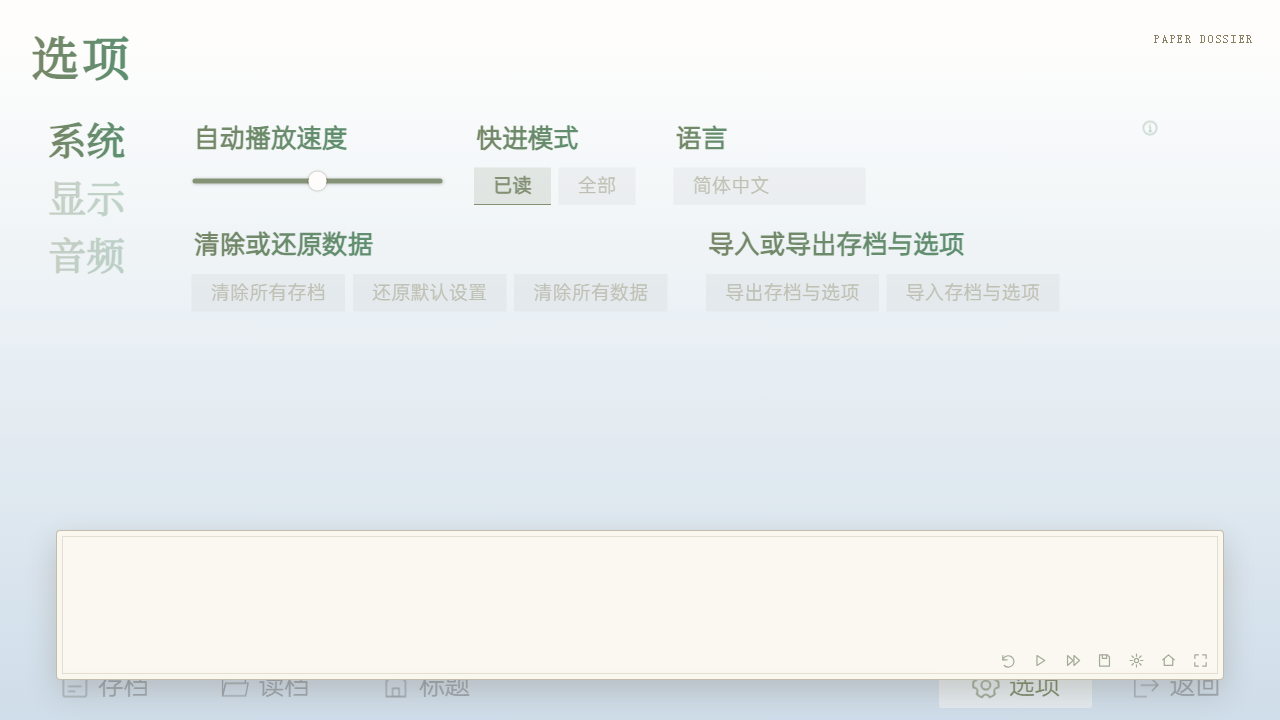 选项
PAPER DOSSIER
系统
显示
音频
自动播放速度
快进模式
语言
已读
全部
简体中文
清除或还原数据
导入或导出存档与选项
清除所有存档
还原默认设置
清除所有数据
导出存档与选项
导入存档与选项
存档
读档
标题
选项
返回